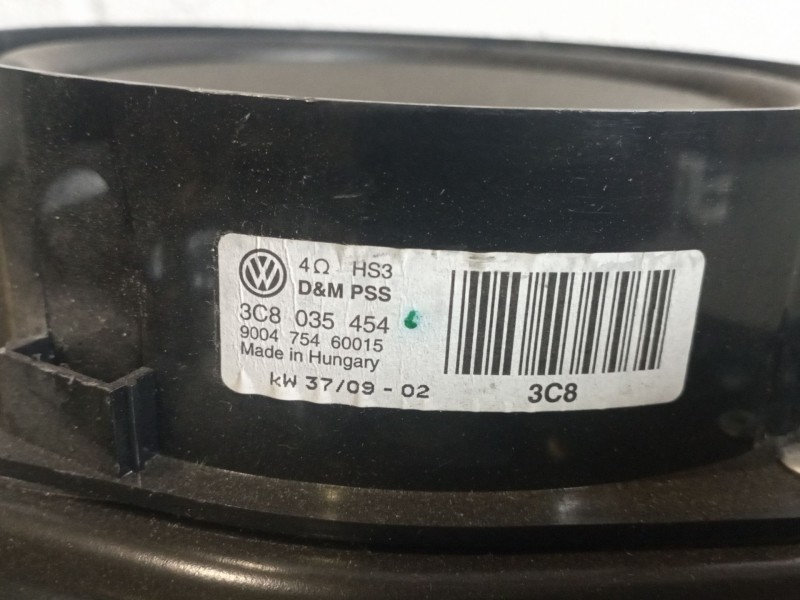 4Ω HS3
D&M PSS
3C8 035 454
9004 754 60015
Made in Hungary
kW 37/09 - 02
3C8